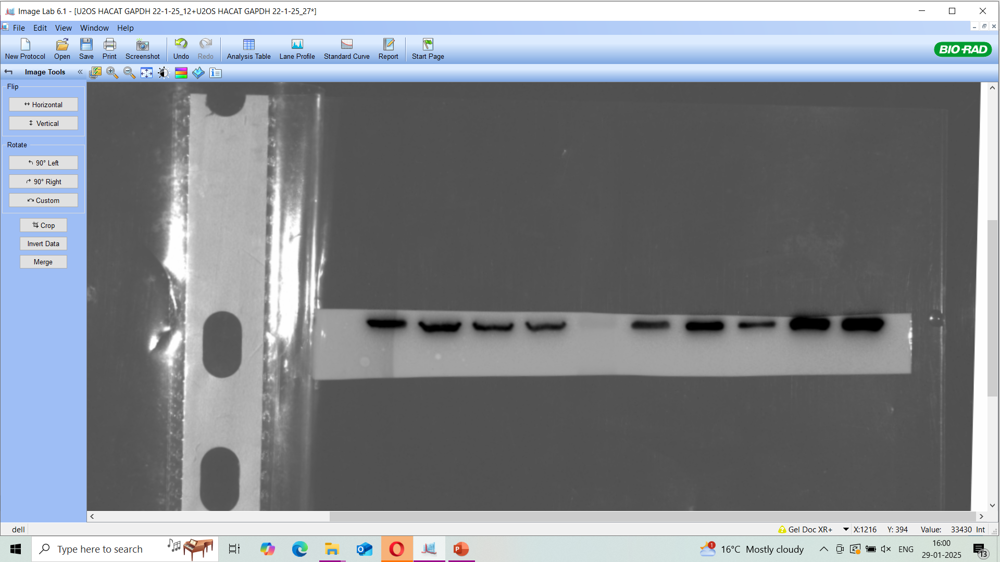 Image Lab 6.1 - [U2OS HACAT GAPDH 22-1-25_12+U2OS HACAT GAPDH 22-1-25_27*]
File Edit View Window Help
New Protocol Open Save Print Screenshot Undo Redo Analysis Table Lane Profile Standard Curve Report Start Page
BIO-RAD
Image Tools
Flip
Horizontal
Vertical
Rotate
90° Left
90° Right
Custom
Crop
Invert Data
Merge
dell
Gel Doc XR+ X:1216 Y: 394 Value: 33430 Int
Type here to search
1
16°C Mostly cloudy
ENG
16:00
29-01-2025
13